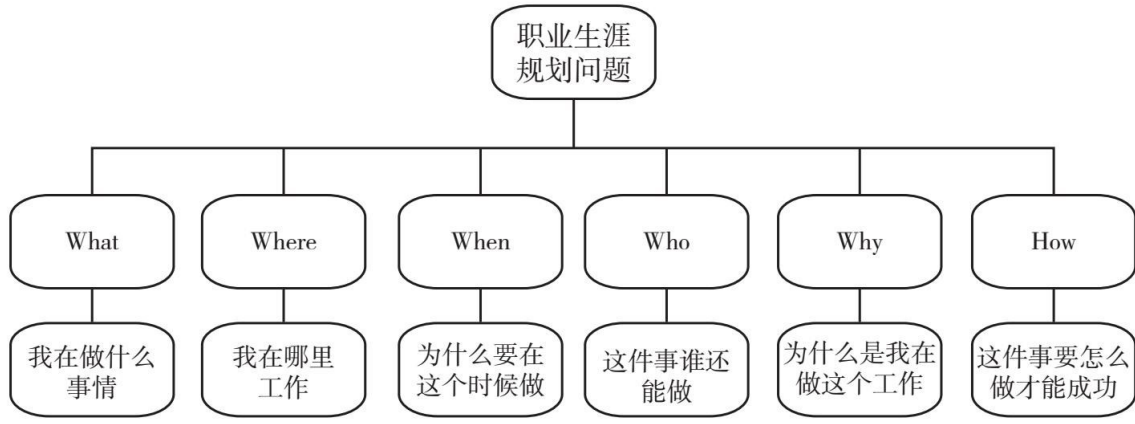 职业生涯
规划问题
What
Where
When
Who
Why
How
我在做什么
事情
我在哪里
工作
为什么要在
这个时候做
这件事谁还
能做
为什么是我在
做这个工作
这件事要怎么
做才能成功